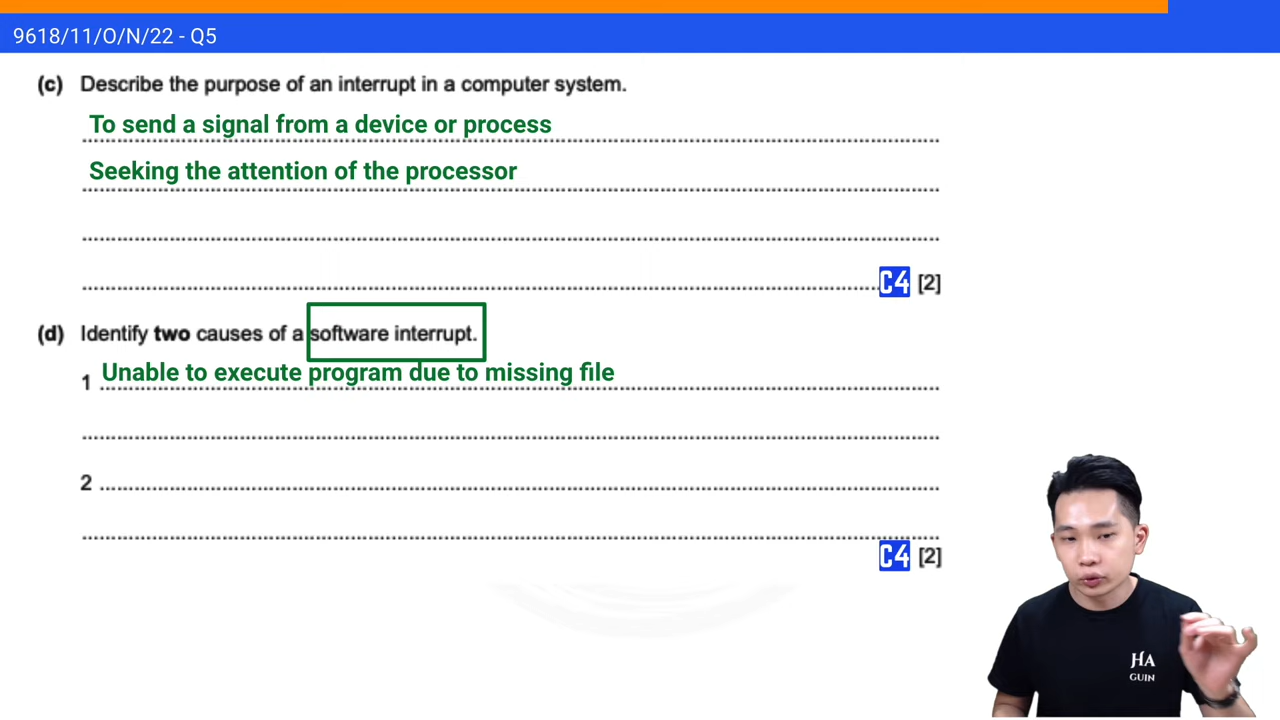 9618/11/O/N/22 - Q5
(c) Describe the purpose of an interrupt in a computer system.
To send a signal from a device or process
Seeking the attention of the processor
C4 [2]
(d) Identify two causes of a software interrupt.
1 Unable to execute program due to missing file
2
C4 [2]
HA
GUIN